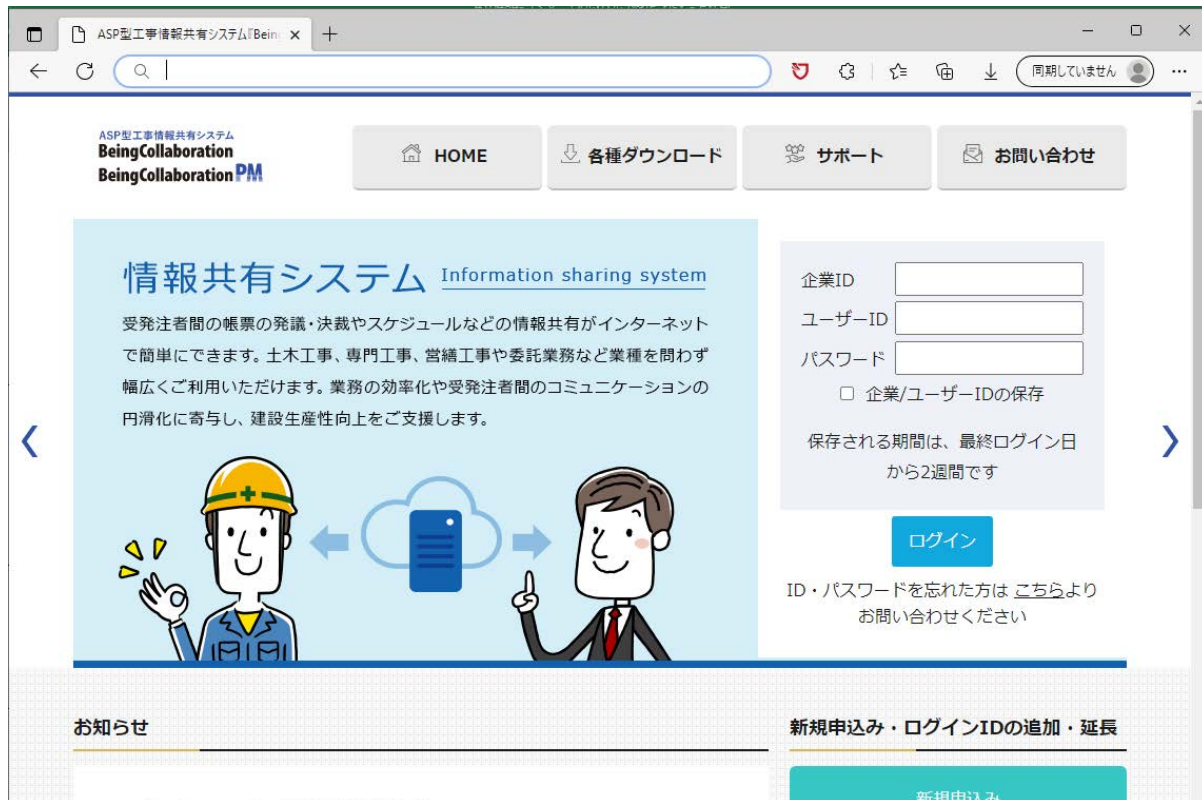 ASP型工事情報共有システム『Being
同期していません
ASP型工事情報共有システム
BeingCollaboration
BeingCollaboration PM
HOME
各種ダウンロード
サポート
お問い合わせ
情報共有システム Information sharing system
受発注者間の帳票の発議・決裁やスケジュールなどの情報共有がインターネット
で簡単にできます。土木工事、専門工事、営繕工事や委託業務など業種を問わず
幅広くご利用いただけます。業務の効率化や受発注者間のコミュニケーションの
円滑化に寄与し、建設生産性向上をご支援します。
企業ID
ユーザーID
パスワード
企業/ユーザーIDの保存
保存される期間は、最終ログイン日
から2週間です
ログイン
ID・パスワードを忘れた方は こちらより
お問い合わせください
お知らせ
新規申込み・ログインIDの追加・延長
新規申込み